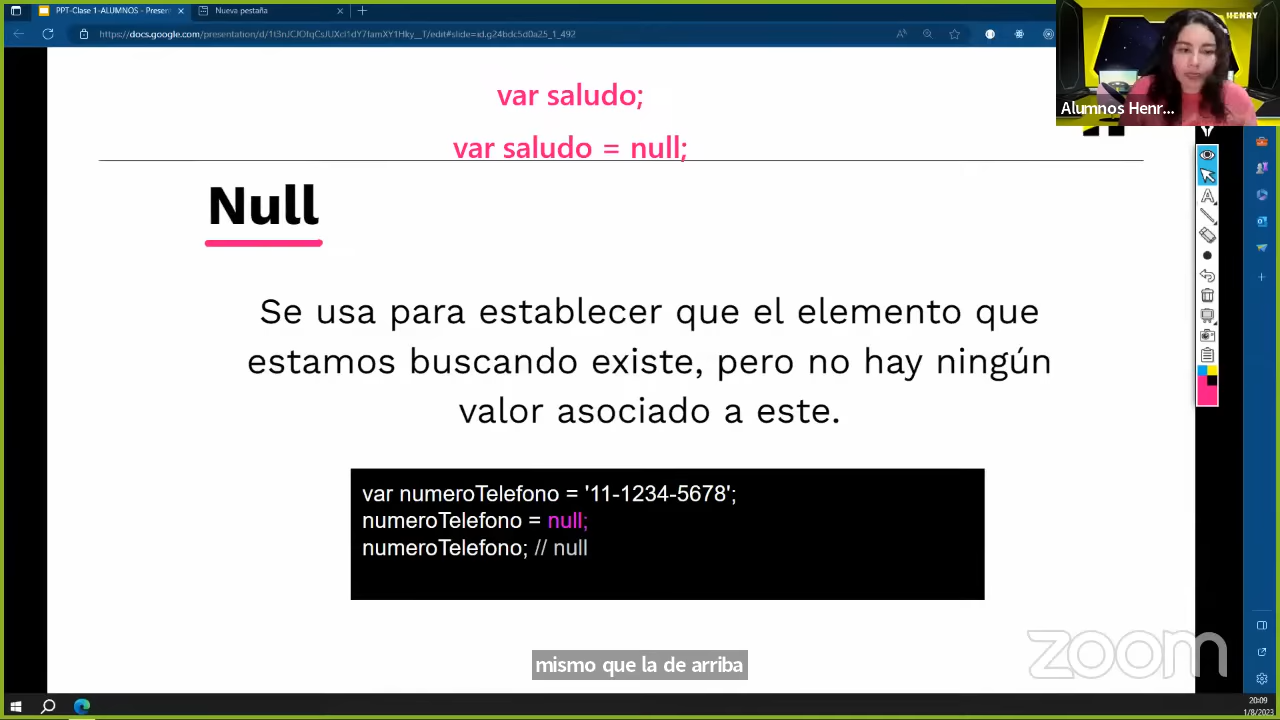 PPT-Clase 1-ALUMNOS - Present
Nueva pestaña
HENRY
Alumnos Henr...
var saludo;
var saludo = null;
Null
Se usa para establecer que el elemento que
estamos buscando existe, pero no hay ningún
valor asociado a este.
var numeroTelefono = '11-1234-5678';
numeroTelefono = null;
numeroTelefono; // null
mismo que la de arriba
zoom
20:09
1/8/2023